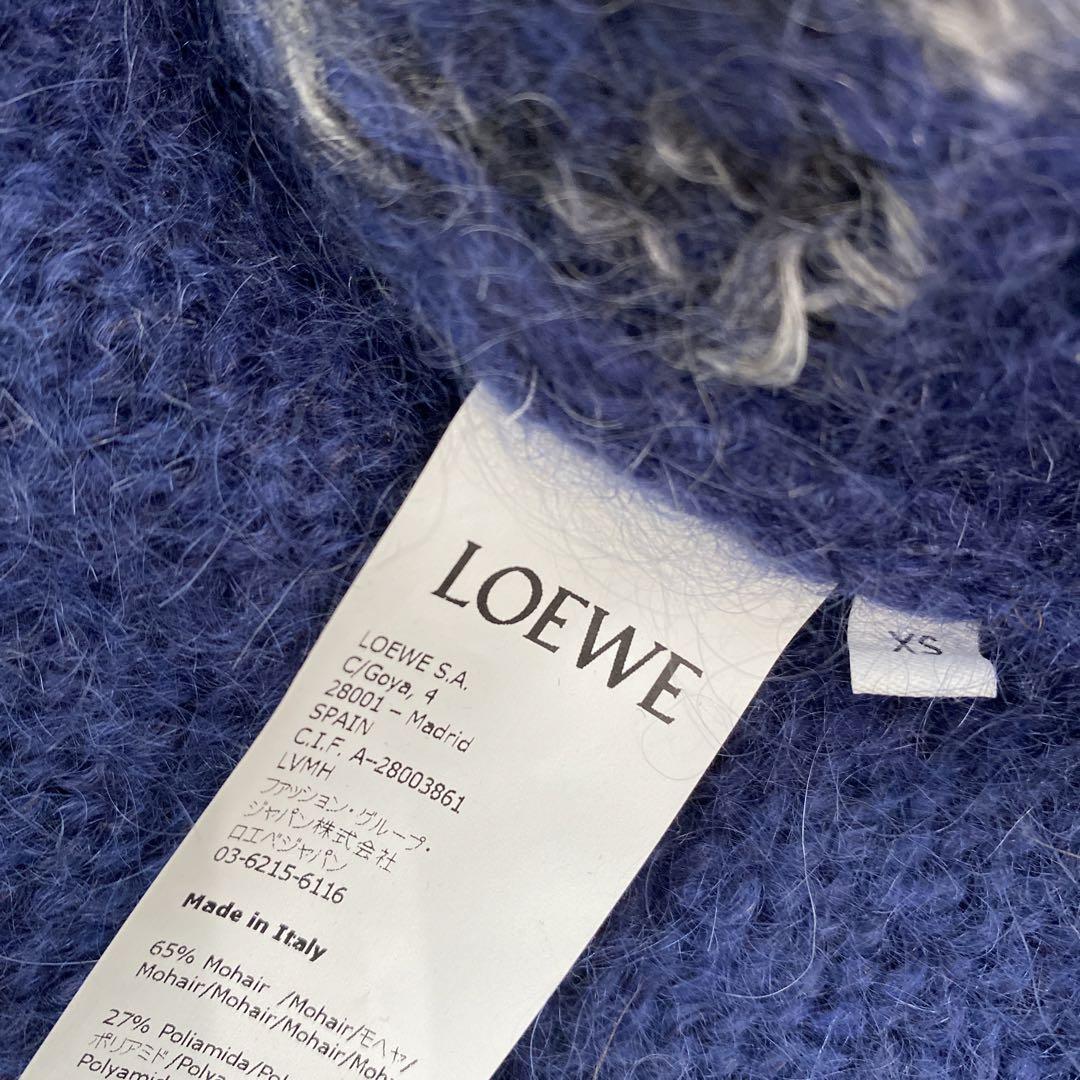 LOEWE
XS
LOEWE S.A.
C/Goya, 4
28001 – Madrid
SPAIN
C.I.F. A-28003861
LVMH
ファッション・グループ・
ジャパン株式会社
ロエベジャパン
03-6215-6116
Made in Italy
65% Mohair /Mohair/モヘヤ/
Mohair/Mohair/Mohair/
27% Poliamida/
ポリアミド/